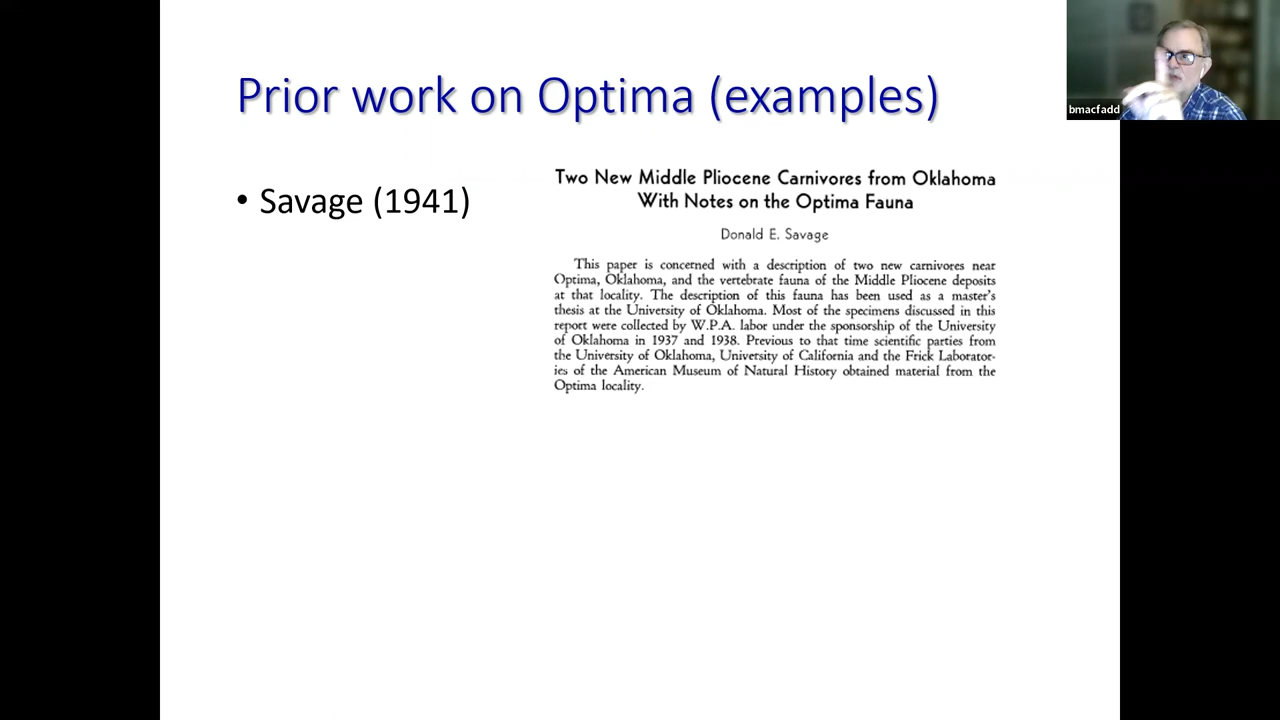 Prior work on Optima (examples)
• Savage (1941)
Two New Middle Pliocene Carnivores from Oklahoma
With Notes on the Optima Fauna
Donald E. Savage
This paper is concerned with a description of two new carnivores near
Optima, Oklahoma, and the vertebrate fauna of the Middle Pliocene deposits
at that locality. The description of this fauna has been used as a master's
thesis at the University of Oklahoma. Most of the specimens discussed in this
report were collected by W.P.A. labor under the sponsorship of the University
of Oklahoma in 1937 and 1938. Previous to that time scientific parties from
the University of Oklahoma, University of California and the Frick Laborator-
ies of the American Museum of Natural History obtained material from the
Optima locality.
bmacfadd